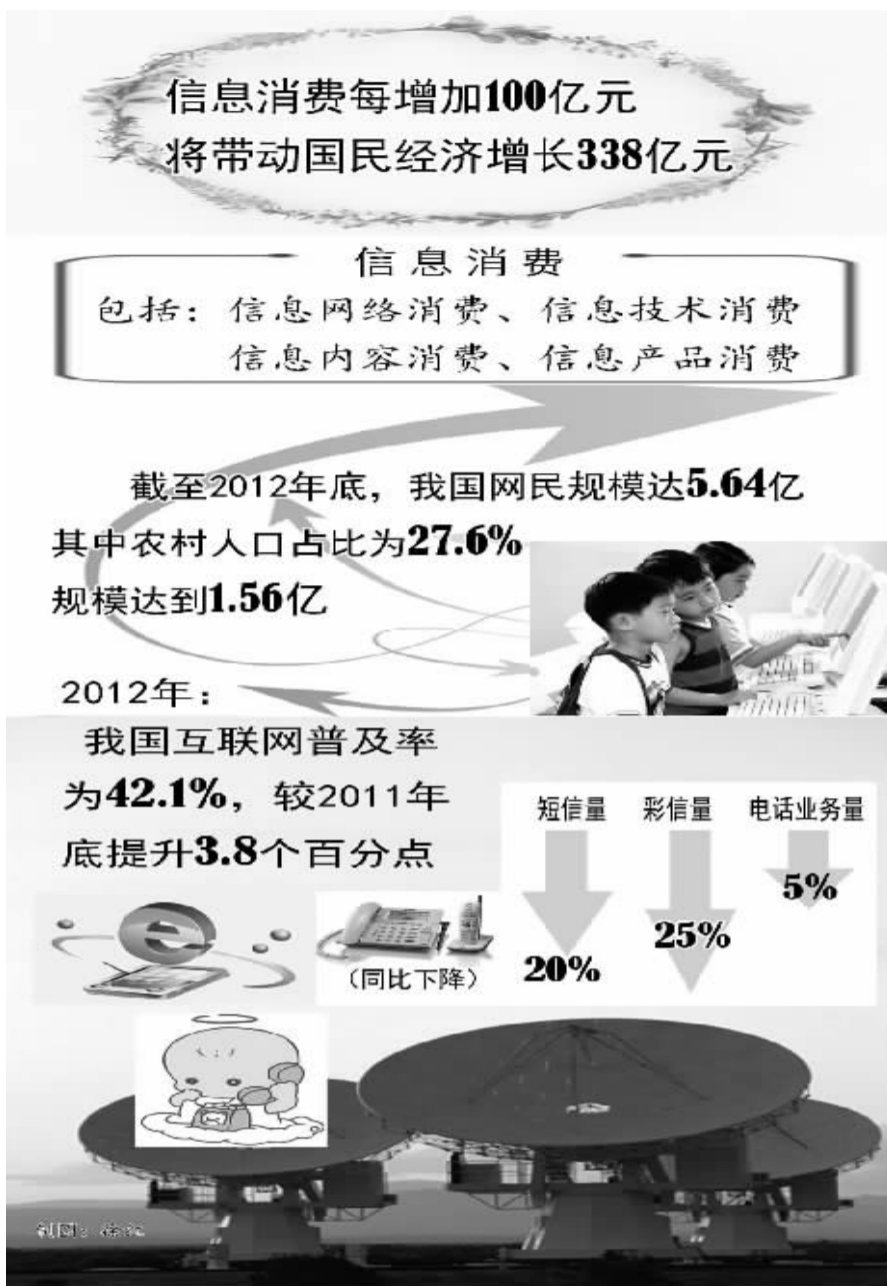 信息消费每增加100亿元
将带动国民经济增长338亿元
信息消费
包括：信息网络消费、信息技术消费
信息内容消费、信息产品消费
截至2012年底，我国网民规模达5.64亿
其中农村人口占比为27.6%
规模达到1.56亿
2012年：
我国互联网普及率
为42.1%，较2011年
底提升3.8个百分点
短信量 彩信量 电话业务量
5%
25%
20%
（同比下降）
制图：